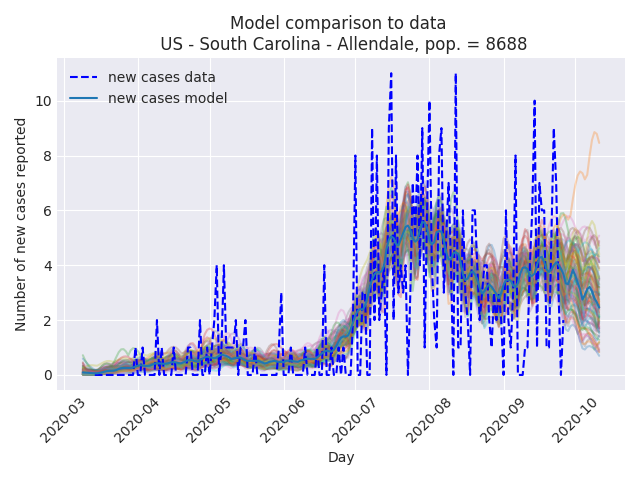 Model comparison to data
US - South Carolina - Allendale, pop. = 8688
new cases data
new cases model
Number of new cases reported
10
8
6
4
2
0
2020-03
2020-04
2020-05
2020-06
2020-07
2020-08
2020-09
2020-10
Day